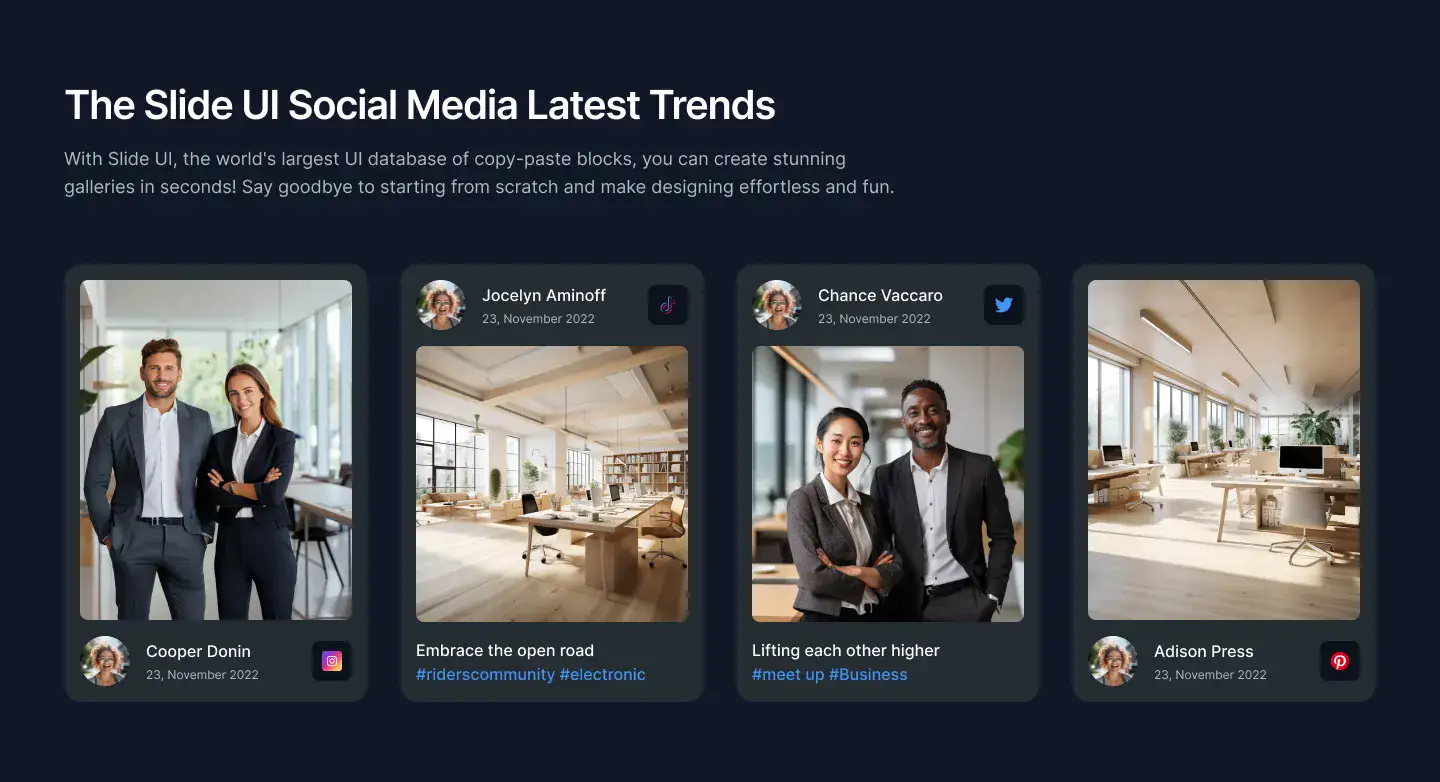 The Slide UI Social Media Latest Trends
With Slide UI, the world's largest UI database of copy-paste blocks, you can create stunning
galleries in seconds! Say goodbye to starting from scratch and make designing effortless and fun.
Cooper Donin
23, November 2022
Jocelyn Aminoff
23, November 2022
Embrace the open road
#riderscommunity #electronic
Chance Vaccaro
23, November 2022
Lifting each other higher
#meet up #Business
Adison Press
23, November 2022